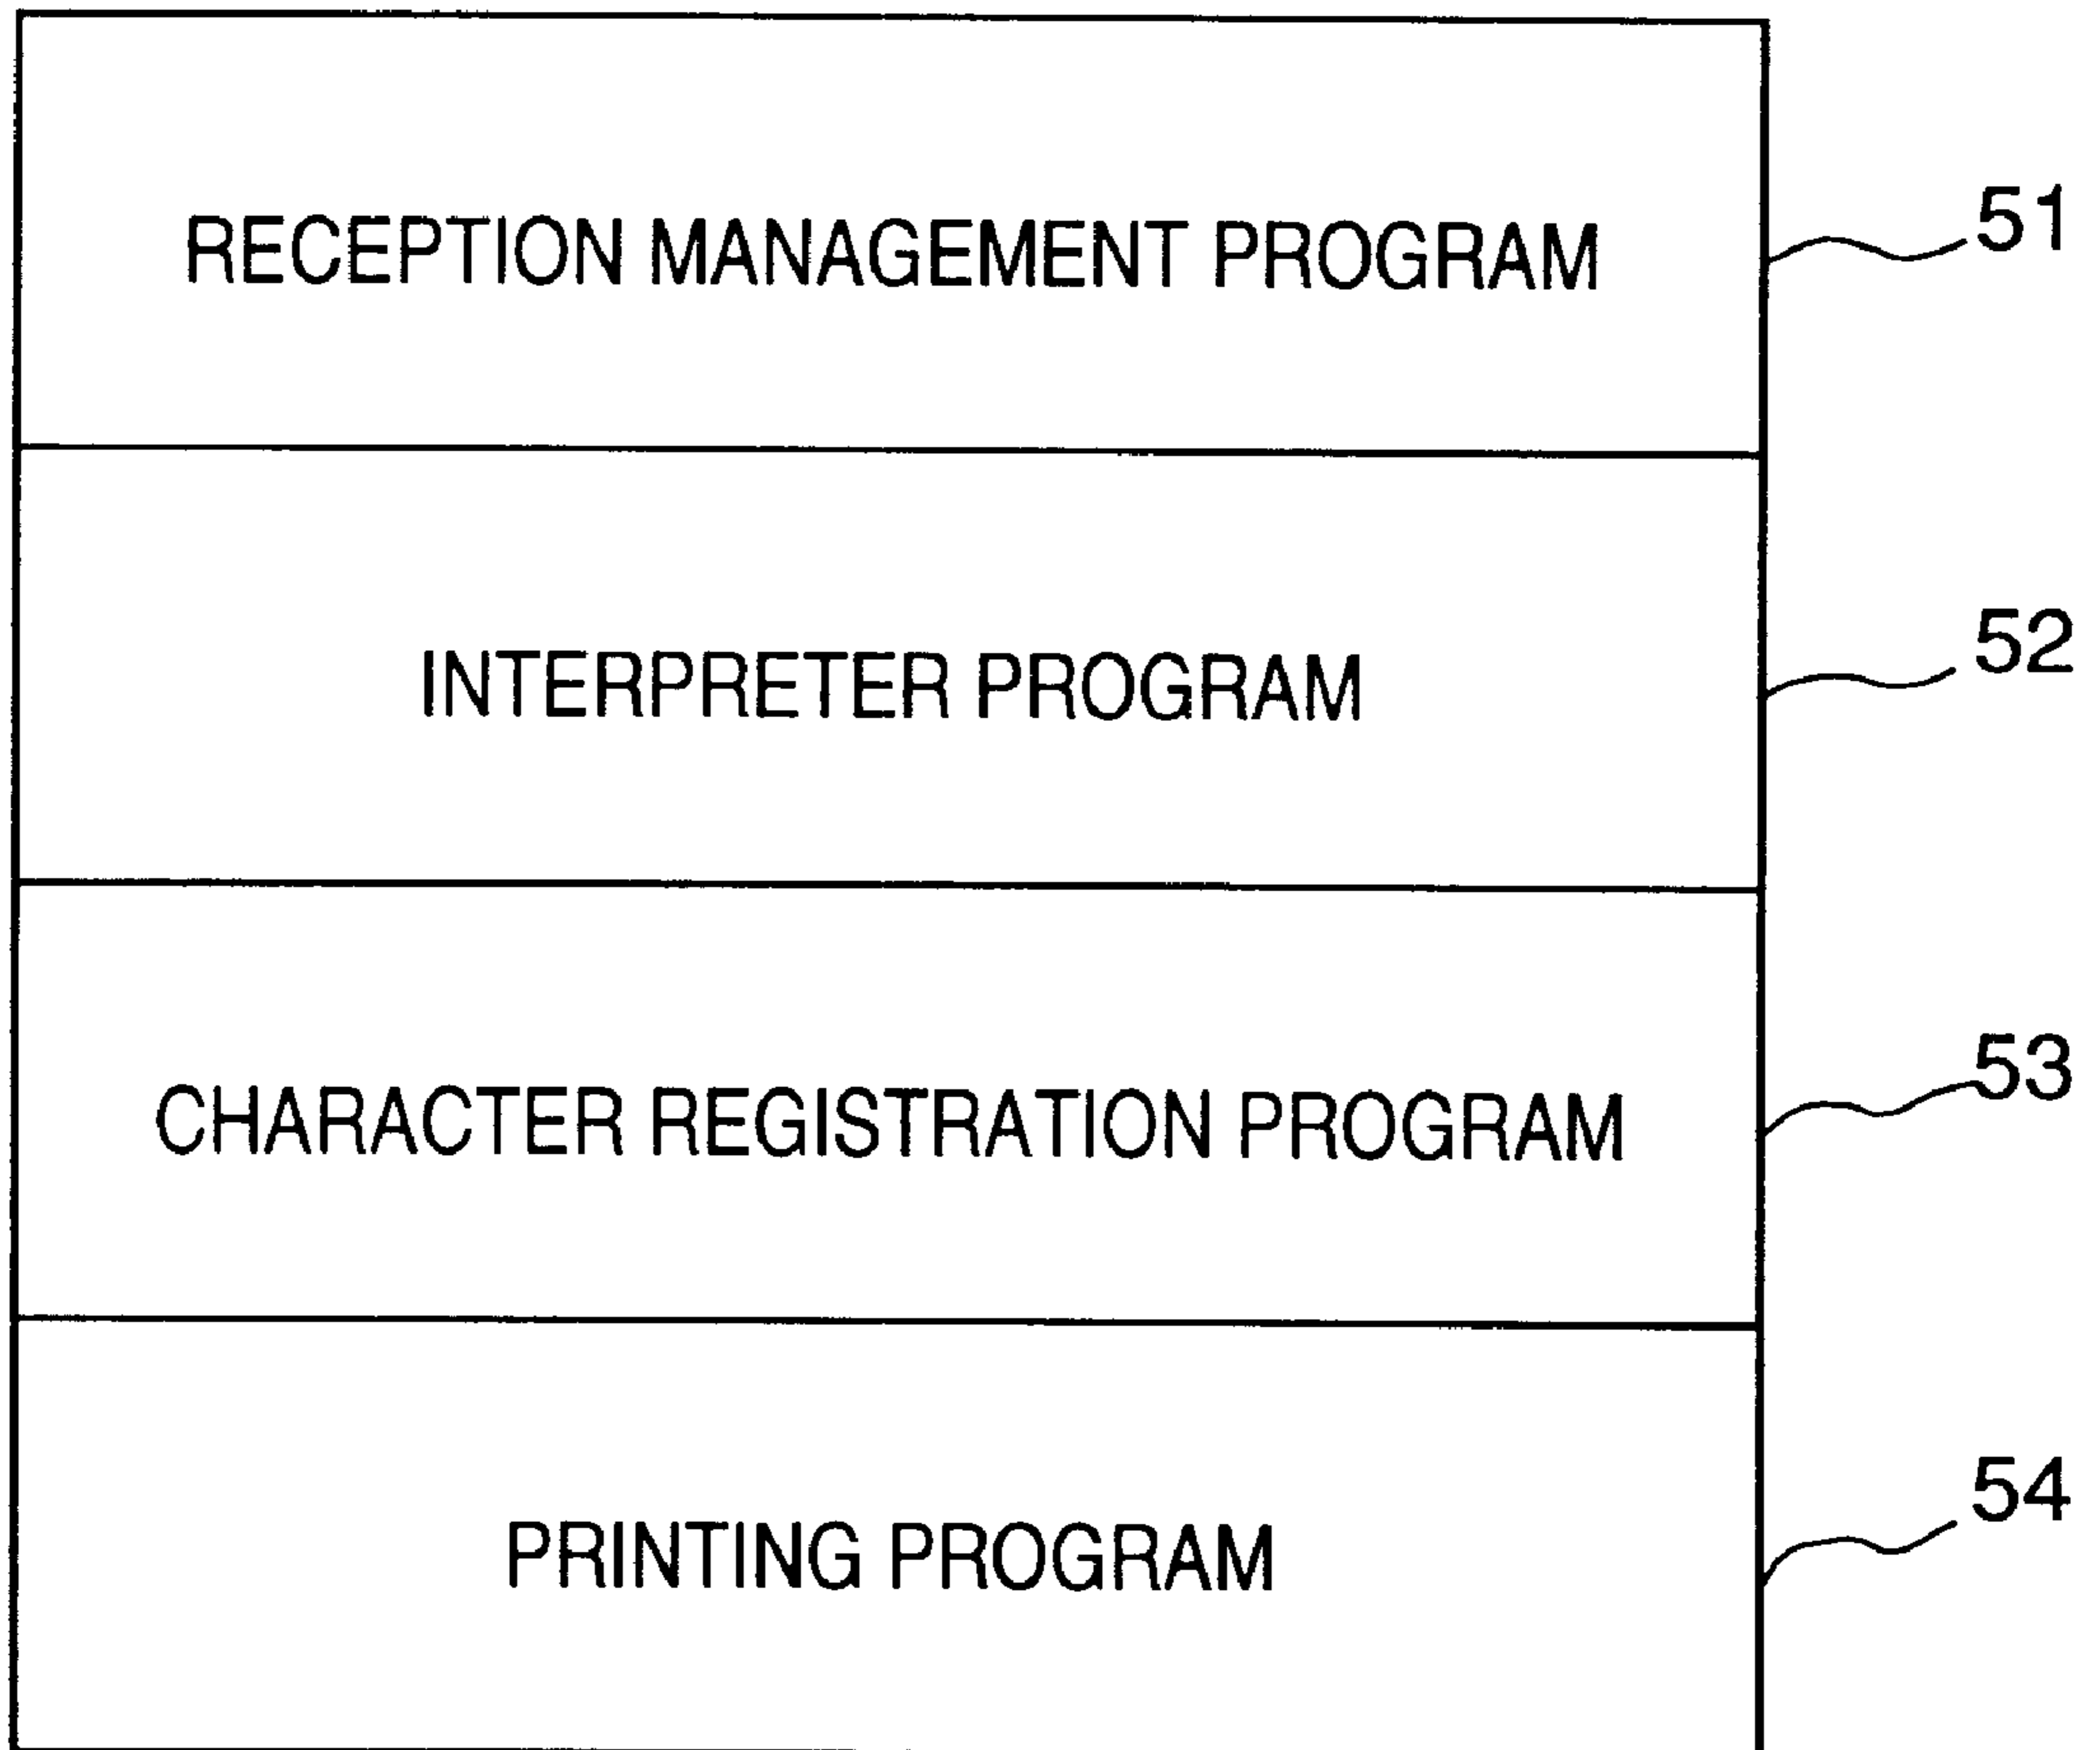 RECEPTION MANAGEMENT PROGRAM
51
INTERPRETER PROGRAM
52
CHARACTER REGISTRATION PROGRAM
53
PRINTING PROGRAM
54